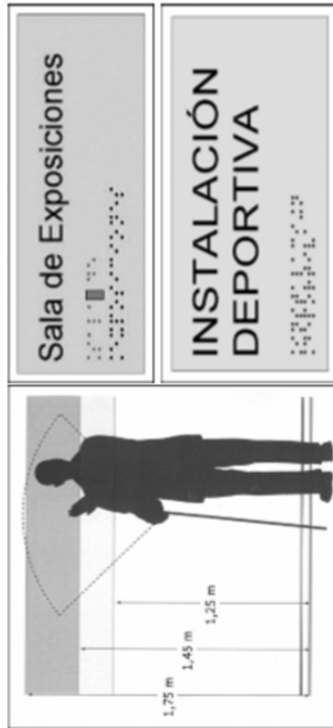 Sala de Exposiciones
INSTALACIÓN
DEPORTIVA
1,25 m
1,45 m
1,75 m